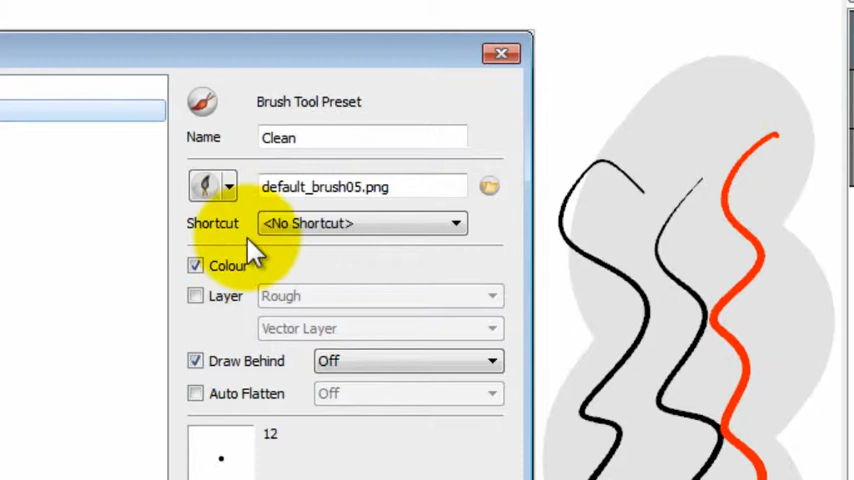 Brush Tool Preset
Name Clean
default_brush05.png
Shortcut <No Shortcut>
Colour
Layer Rough
Vector Layer
Draw Behind Off
Auto Flatten Off
12